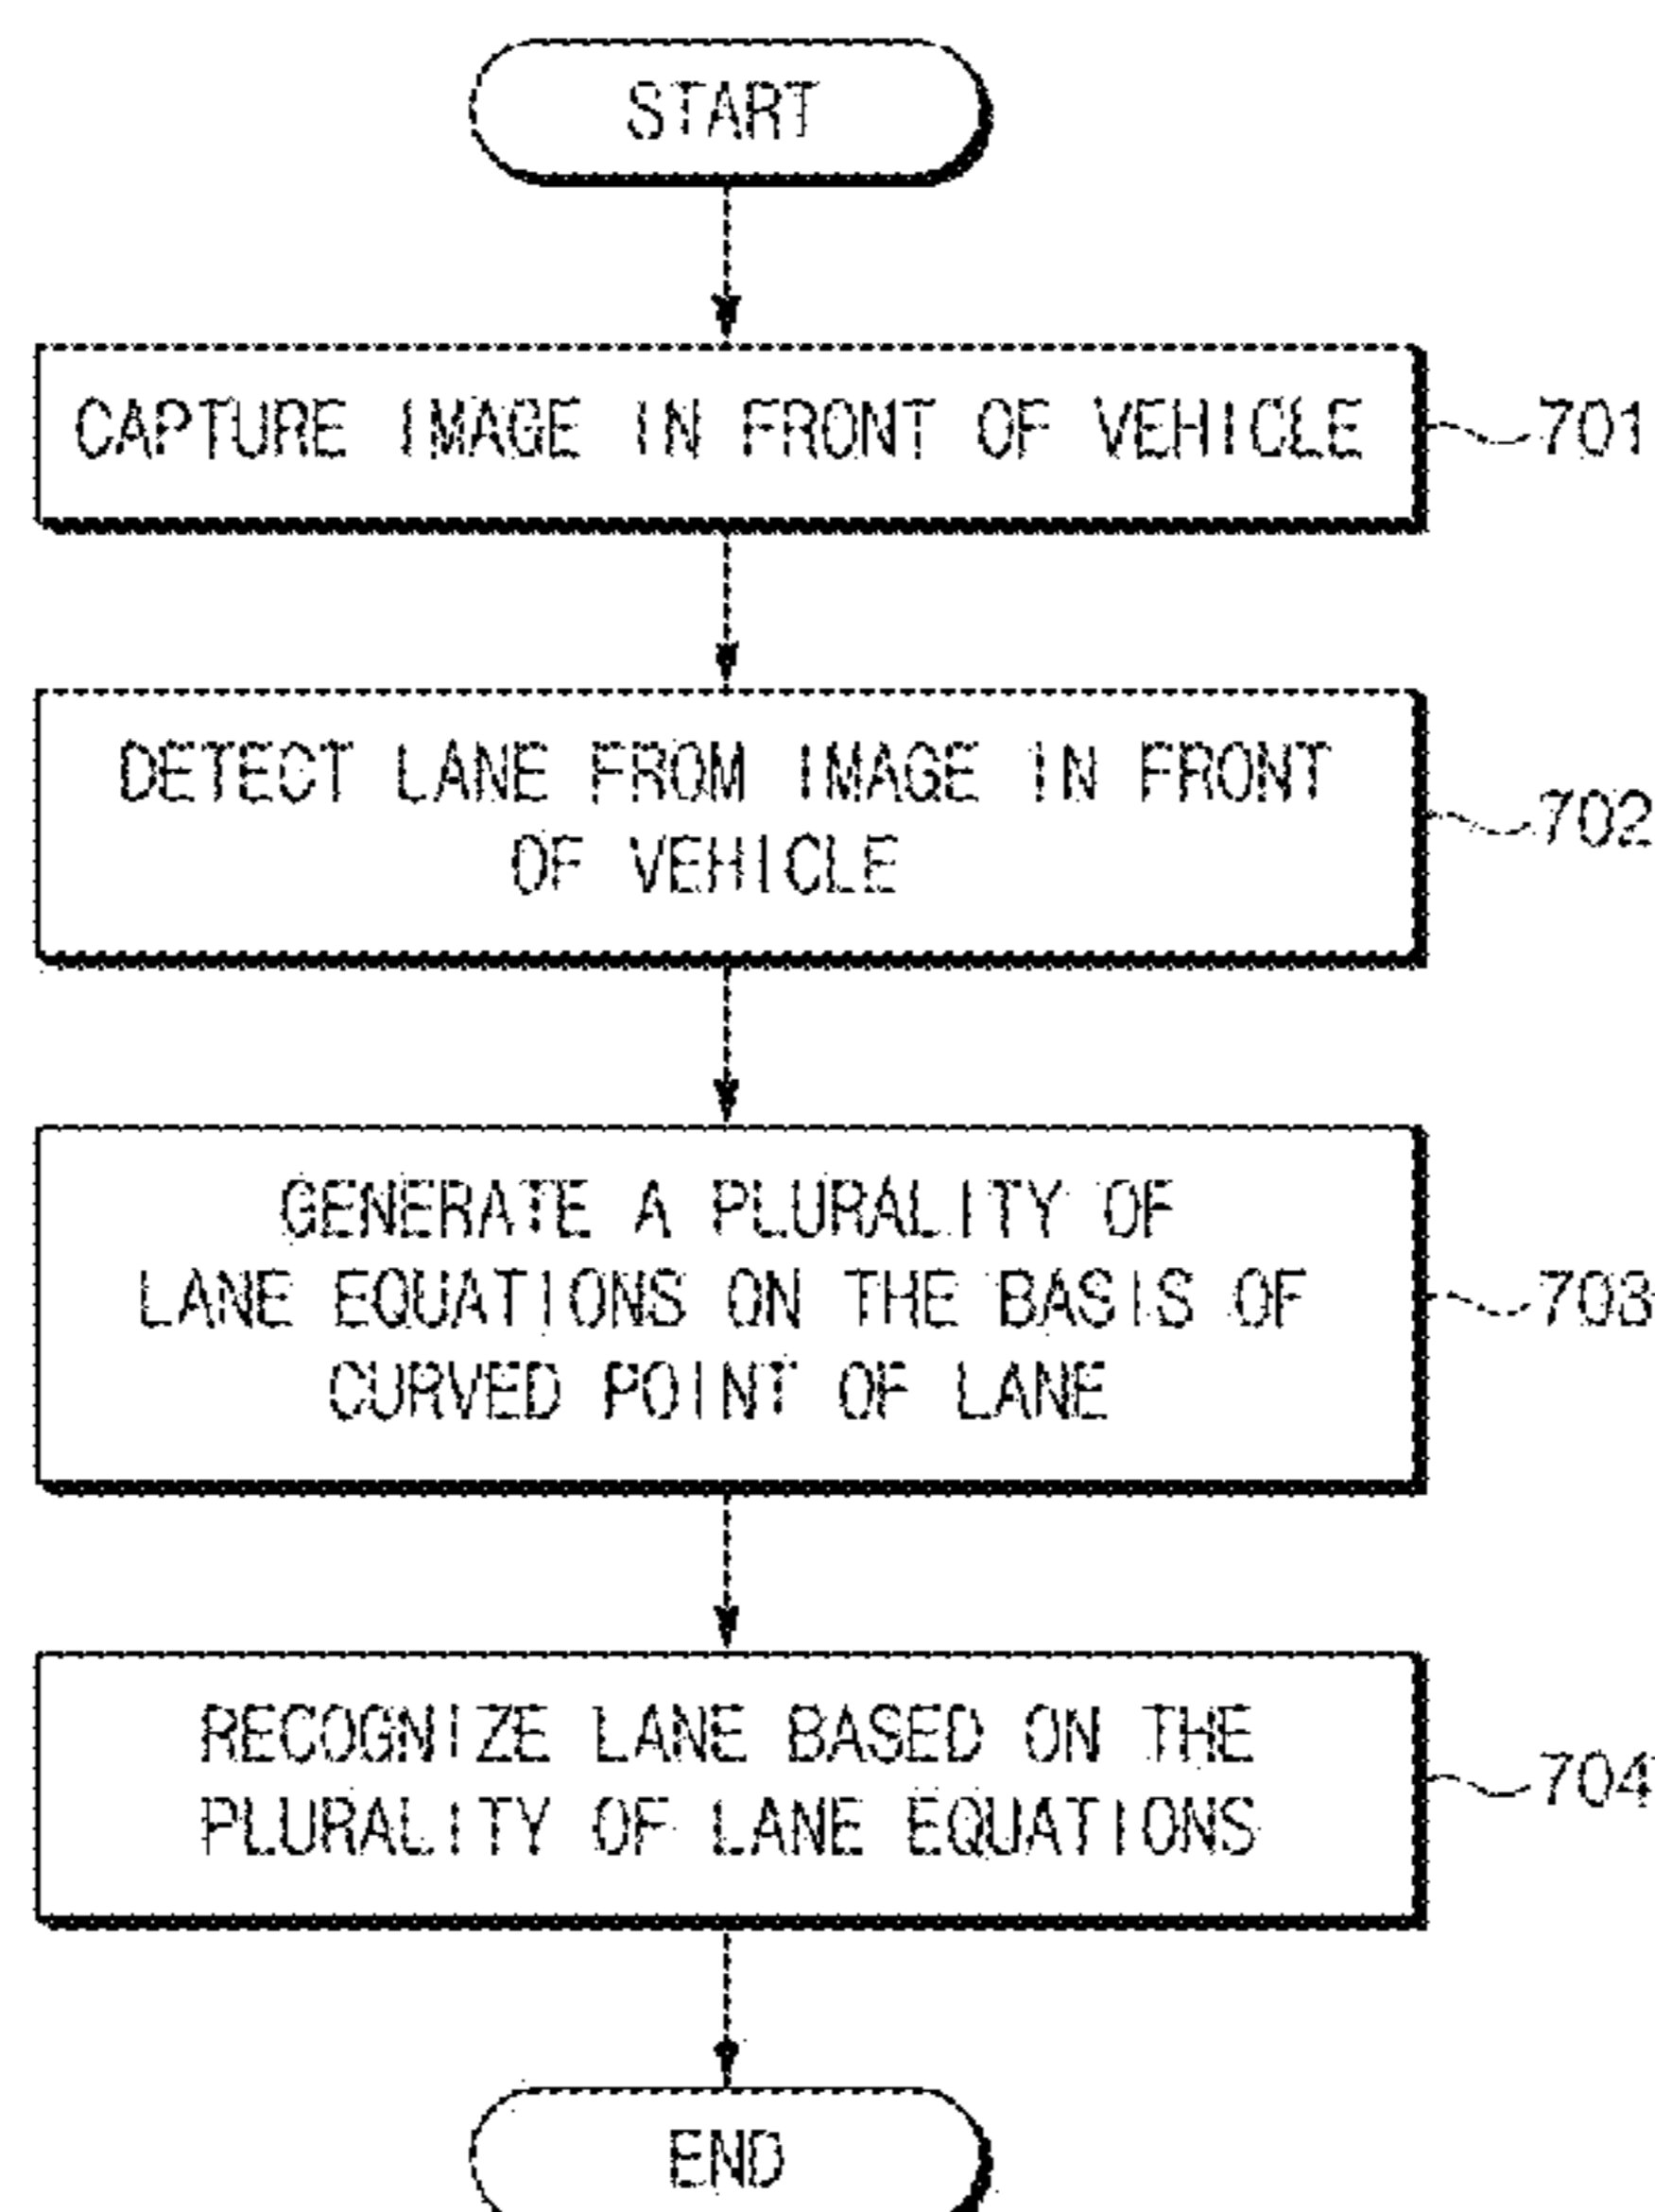 START
CAPTURE IMAGE IN FRONT OF VEHICLE
701
DETECT LANE FROM IMAGE IN FRONT
OF VEHICLE
702
GENERATE A PLURALITY OF
LANE EQUATIONS ON THE BASIS OF
CURVED POINT OF LANE
703
RECOGNIZE LANE BASED ON THE
PLURALITY OF LANE EQUATIONS
704
END